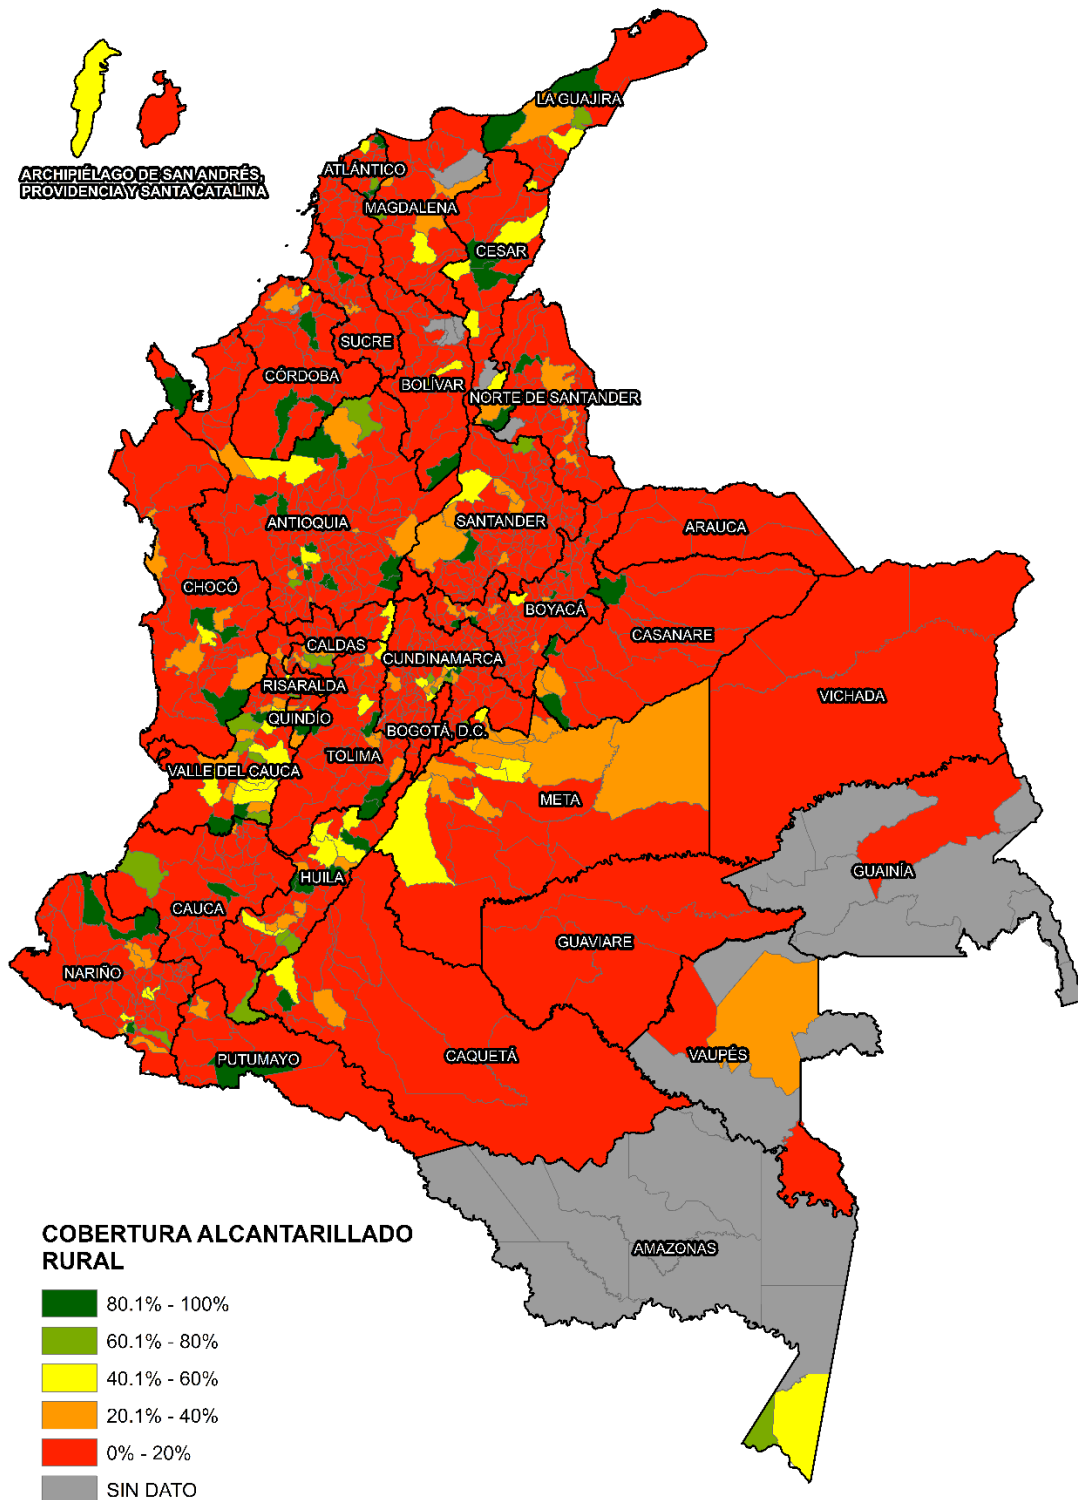 LA GUAJIRA
ARCHIPIÉLAGO DE SAN ANDRÉS,
PROVIDENCIA Y SANTA CATALINA
ATLÁNTICO
MAGDALENA
CESAR
SUCRE
CÓRDOBA
BOLÍVAR
NORTE DE SANTANDER
ANTIOQUIA
SANTANDER
ARAUCA
CHOCÓ
BOYACÁ
CASANARE
CALDAS
CUNDINAMARCA
RISARALDA
VICHADA
QUINDÍO
BOGOTÁ, D.C.
TOLIMA
VALLE DEL CAUCA
META
GUAINÍA
HUILA
CAUCA
GUAVIARE
NARIÑO
PUTUMAYO
CAQUETÁ
VAUPÉS
AMAZONAS
COBERTURA ALCANTARILLADO
RURAL
80.1% - 100%
60.1% - 80%
40.1% - 60%
20.1% - 40%
0% - 20%
SIN DATO